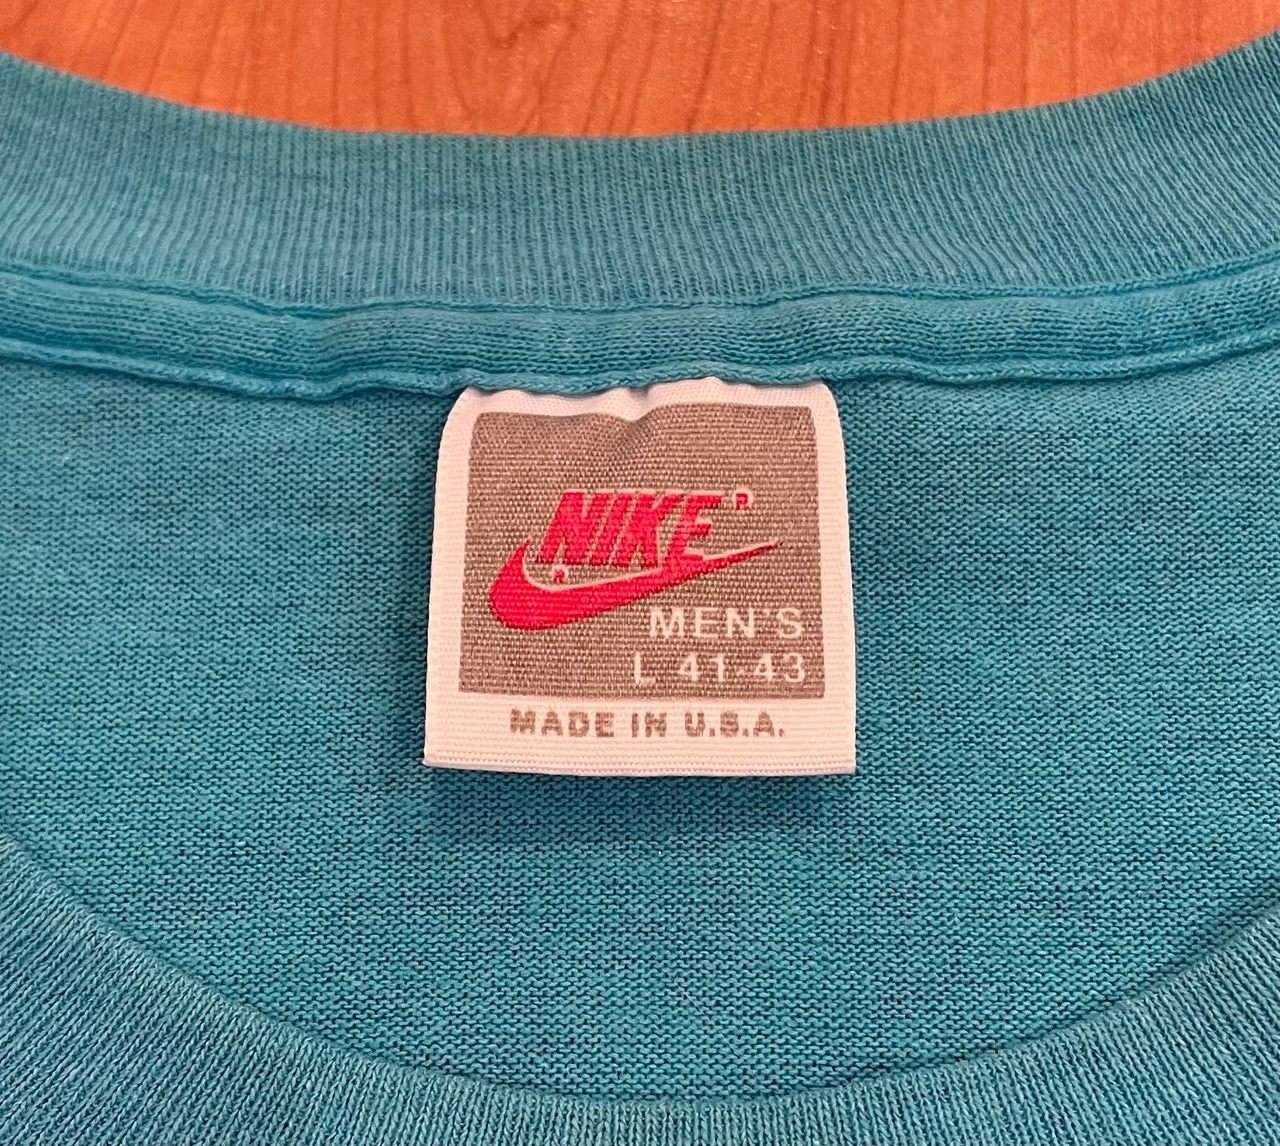 NIKE®
®
MEN'S
L 41-43
MADE IN U.S.A.